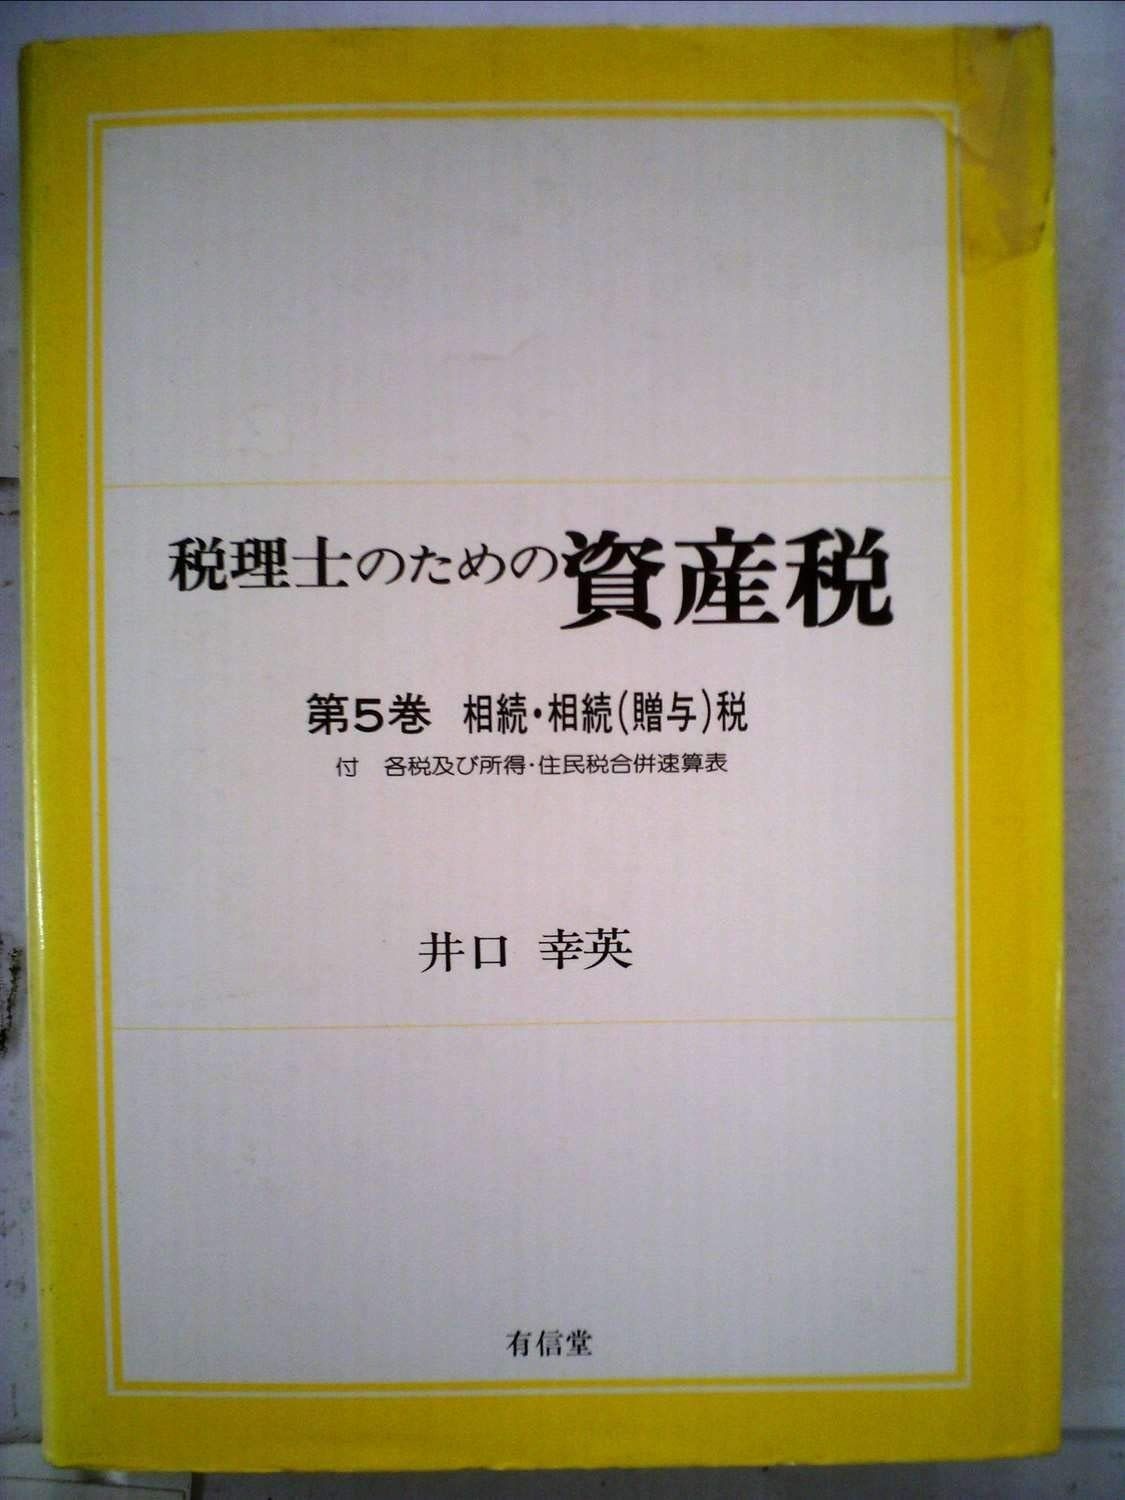 税理士のための資産税
第5巻 相続・相続(贈与)税
付 各税及び所得・住民税合併速算表
井口 幸英
有信堂